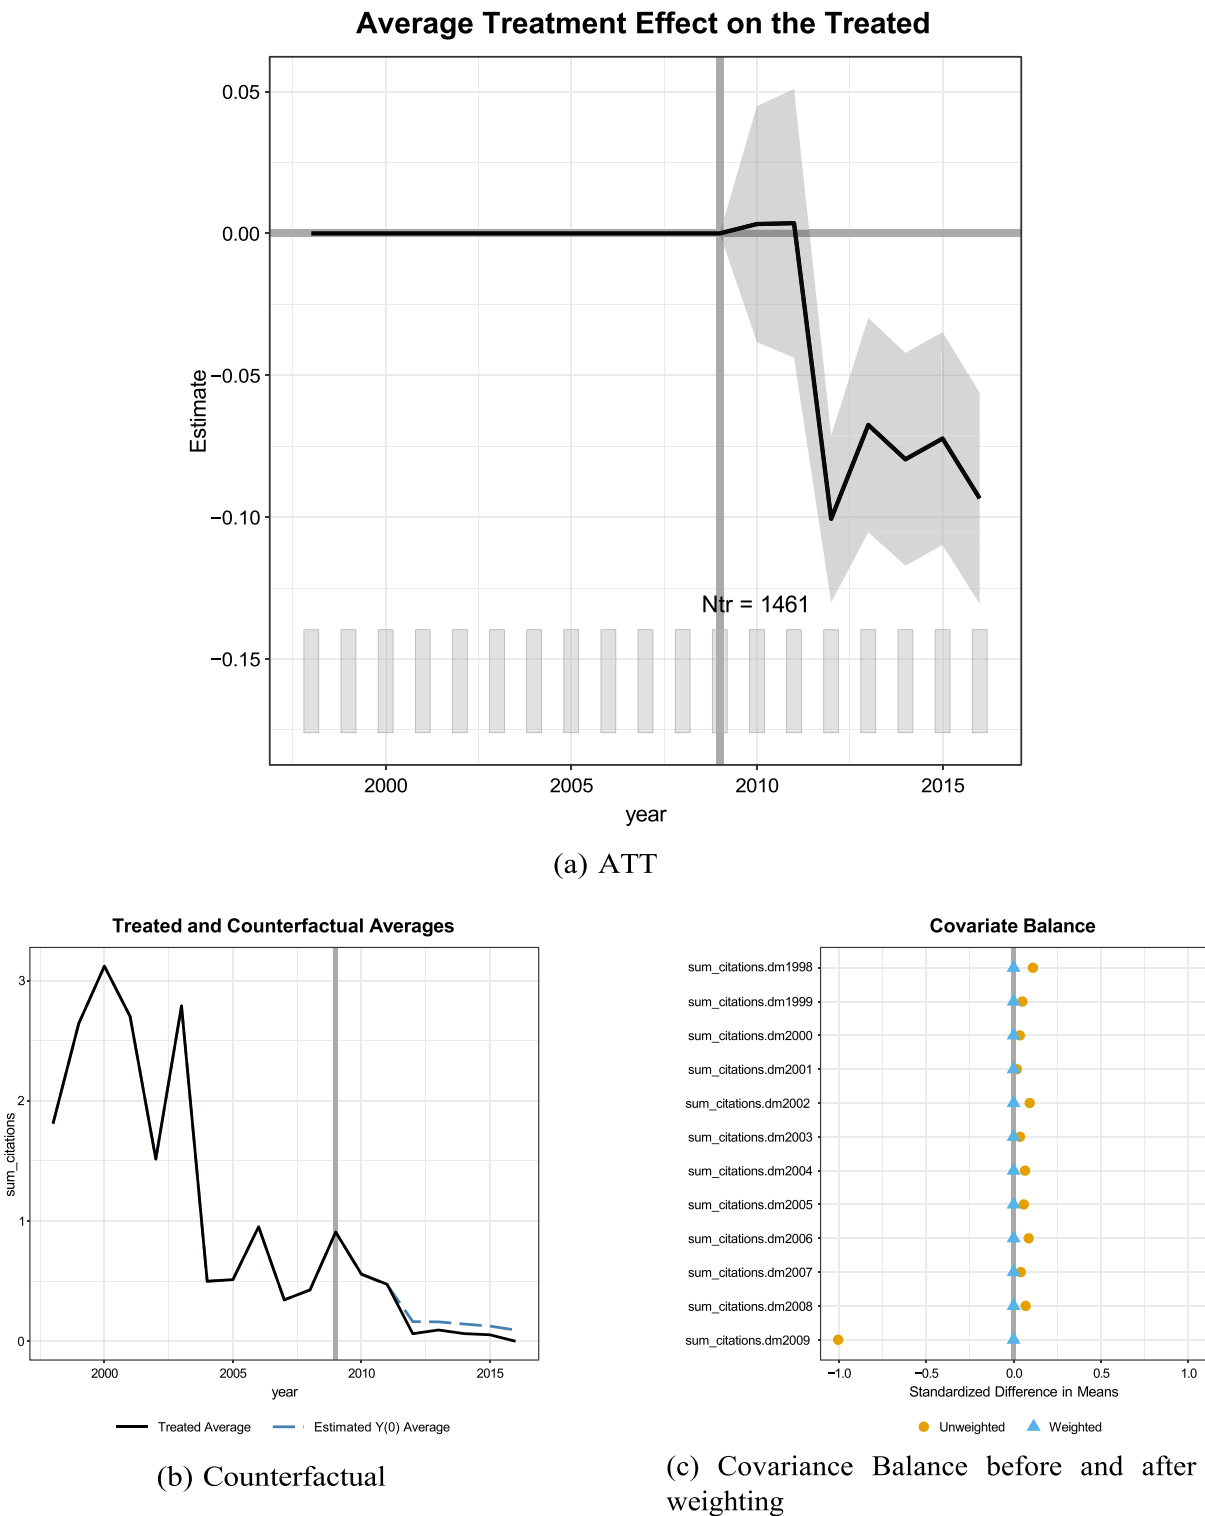 Average Treatment Effect on the Treated
0.05
0.00
−0.05
−0.10
−0.15
Estimate
Ntr = 1461
2000 2005 2010 2015
year
(a) ATT
Treated and Counterfactual Averages
3
2
1
0
sum_citations
2000 2005 2010 2015
year
Treated Average Estimated Y(0) Average
(b) Counterfactual
Covariate Balance
sum_citations.dm1998
sum_citations.dm1999
sum_citations.dm2000
sum_citations.dm2001
sum_citations.dm2002
sum_citations.dm2003
sum_citations.dm2004
sum_citations.dm2005
sum_citations.dm2006
sum_citations.dm2007
sum_citations.dm2008
sum_citations.dm2009
−1.0 −0.5 0.0 0.5 1.0
Standardized Difference in Means
Unweighted Weighted
(c) Covariance Balance before and after
weighting